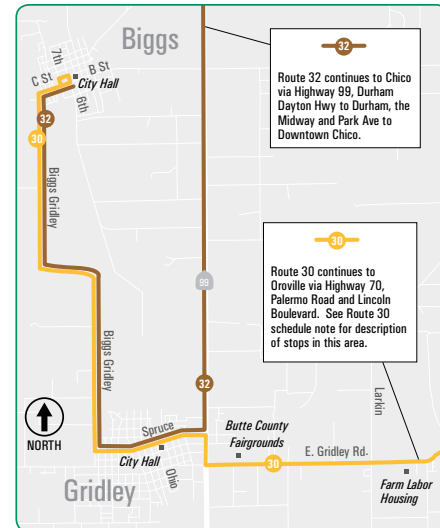 Biggs
7th
B St
C St
City Hall
6th
32
30
Biggs Gridley
32
Route 32 continues to Chico
via Highway 99, Durham
Dayton Hwy to Durham, the
Midway and Park Ave to
Downtown Chico.
30
Route 30 continues to
Oroville via Highway 70,
Palermo Road and Lincoln
Boulevard. See Route 30
schedule note for description
of stops in this area.
99
Biggs Gridley
32
Larkin
NORTH
Spruce
City Hall
Ohio
Butte County
Fairgrounds
E. Gridley Rd.
30
Farm Labor
Housing
Gridley